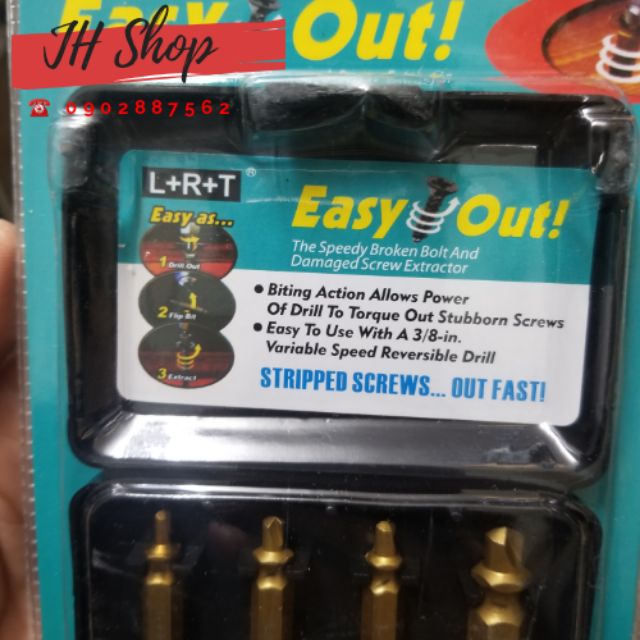 Easy Out!
JH Shop
☎ 0902887562
L+R+T®
Easy as...
1 Drill Out
2 Flip Bit
3 Extract
Easy Out!
The Speedy Broken Bolt And
Damaged Screw Extractor
• Biting Action Allows Power
Of Drill To Torque Out Stubborn Screws
• Easy To Use With A 3/8-in.
Variable Speed Reversible Drill
STRIPPED SCREWS... OUT FAST!